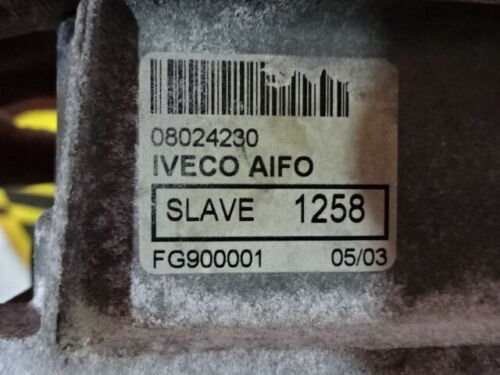 08024230
IVECO AIFO
SLAVE 1258
FG900001 05/03